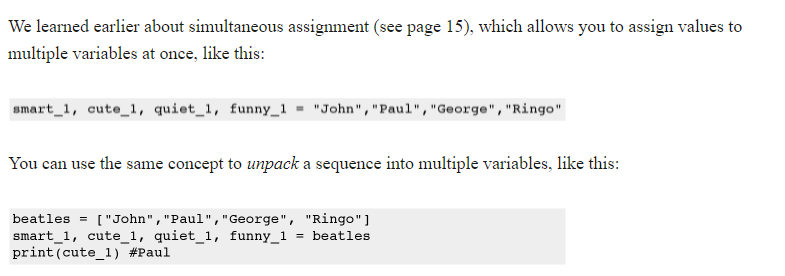 We learned earlier about simultaneous assignment (see page 15), which allows you to assign values to
multiple variables at once, like this:
smart_1, cute_1, quiet_1, funny_1 = "John","Paul","George","Ringo"
You can use the same concept to unpack a sequence into multiple variables, like this:
beatles = ["John","Paul","George", "Ringo"]
smart_1, cute_1, quiet_1, funny_1 = beatles
print(cute_1) #Paul